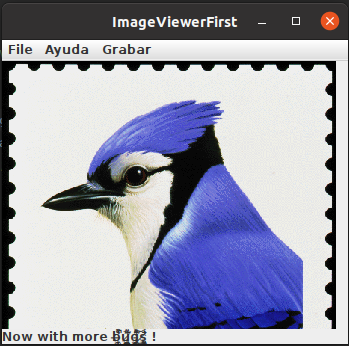 ImageViewerFirst
File Ayuda Grabar
Now with more bugs !